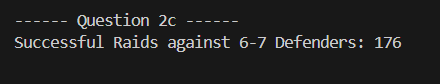 ------ Question 2c ------
Successful Raids against 6-7 Defenders: 176